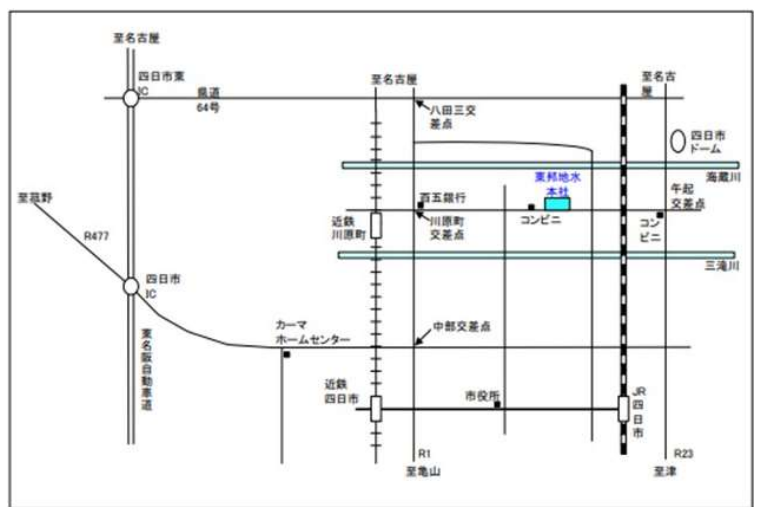 至名古屋
四日市東
IC
県道
64号
至名古屋
八田三交
差点
至名古
屋
四日市
ドーム
海蔵川
東邦地水
本社
至菰野
R477
百五銀行
近鉄
川原町
川原町
交差点
コンビニ
午起
交差点
コン
ビニ
三滝川
四日市
IC
東名阪自動車道
カーマ
ホームセンター
中部交差点
近鉄
四日市
市役所
JR
四日市
R1
至亀山
R23
至津